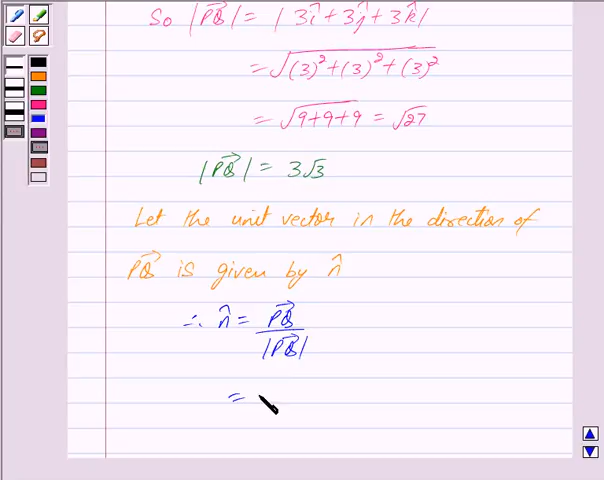 So |PQ⃗| = |3î+3ĵ+3k̂|
= √(3)²+(3)²+(3)²
= √9+9+9 = √27
|PQ⃗| = 3√3
Let the unit vector in the direction of
PQ⃗ is given by n̂
∴ n̂ = PQ⃗ / |PQ⃗|
=